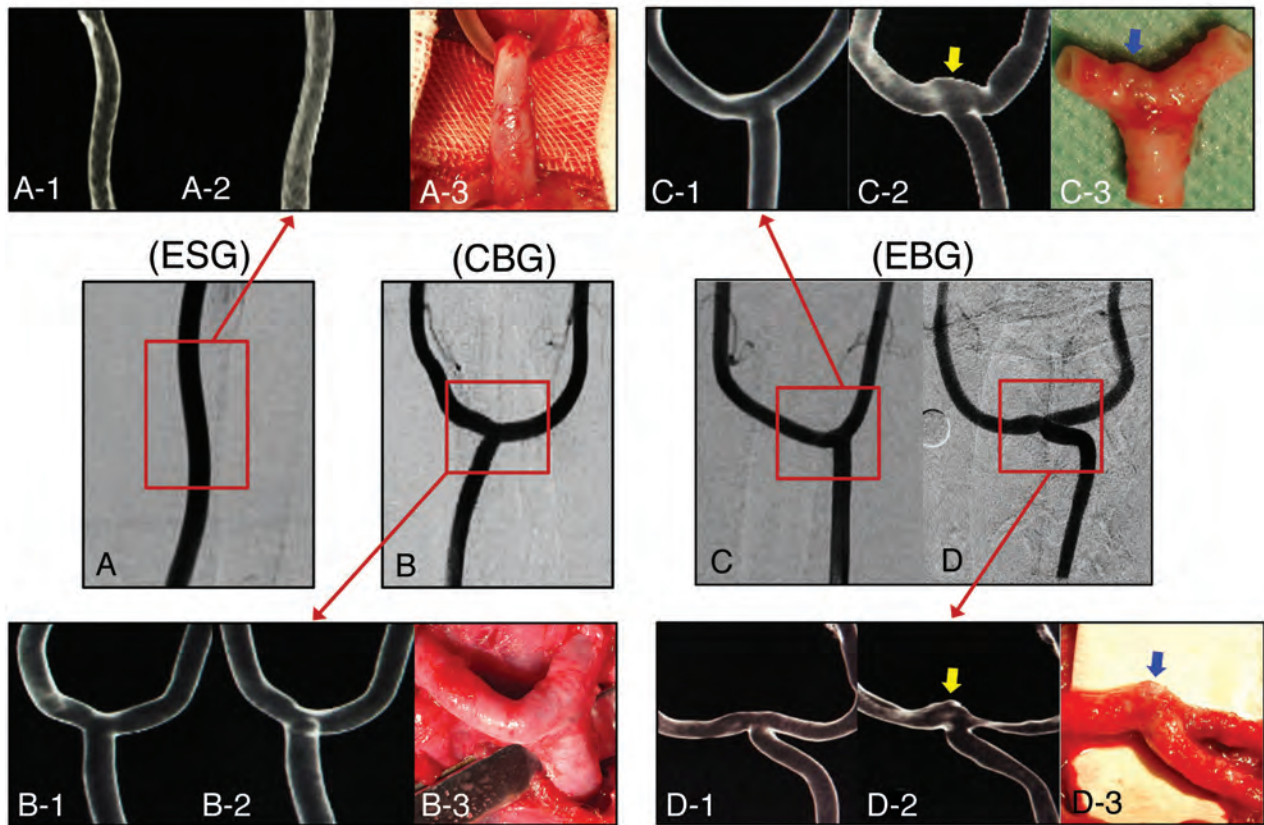 A-1 A-2 A-3
C-1 C-2 C-3
(ESG)
(CBG)
(EBG)
A
B
C
D
B-1 B-2 B-3
D-1 D-2 D-3